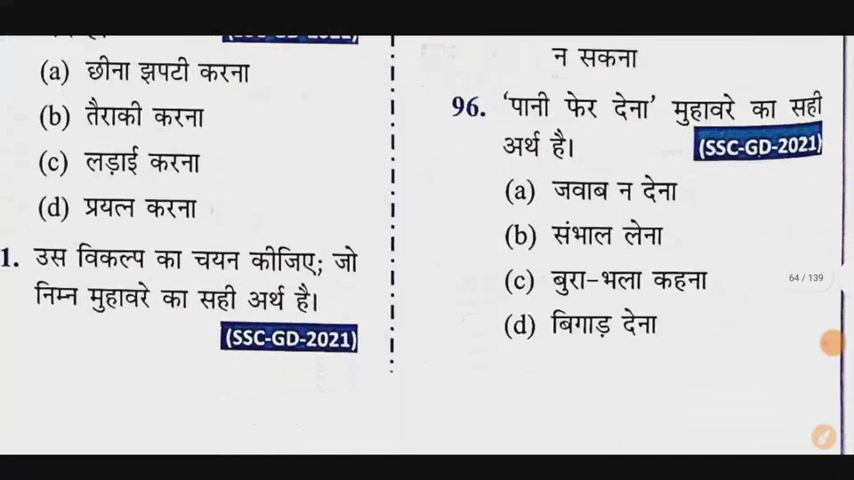 (a) छीना झपटी करना
(b) तैराकी करना
(c) लड़ाई करना
(d) प्रयत्न करना
1. उस विकल्प का चयन कीजिए; जो
निम्न मुहावरे का सही अर्थ है।
(SSC-GD-2021)
न सकना
96. ‘पानी फेर देना’ मुहावरे का सही
अर्थ है।
(SSC-GD-2021)
(a) जवाब न देना
(b) संभाल लेना
(c) बुरा-भला कहना
(d) बिगाड़ देना
64 / 139